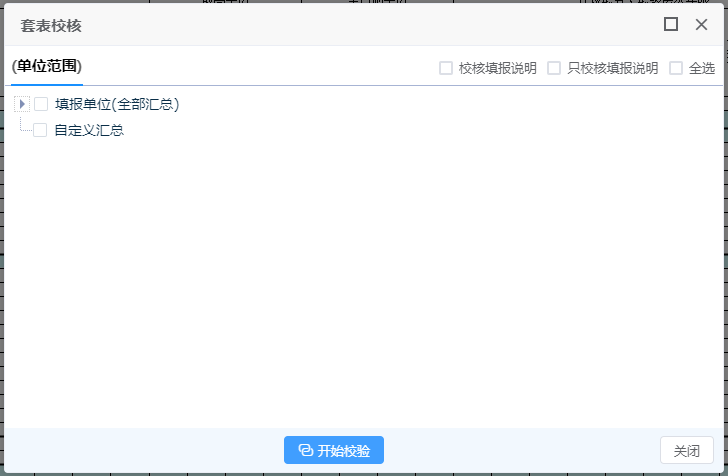 套表校核
(单位范围)
校核填报说明 只校核填报说明 全选
填报单位(全部汇总)
自定义汇总
开始校验
关闭